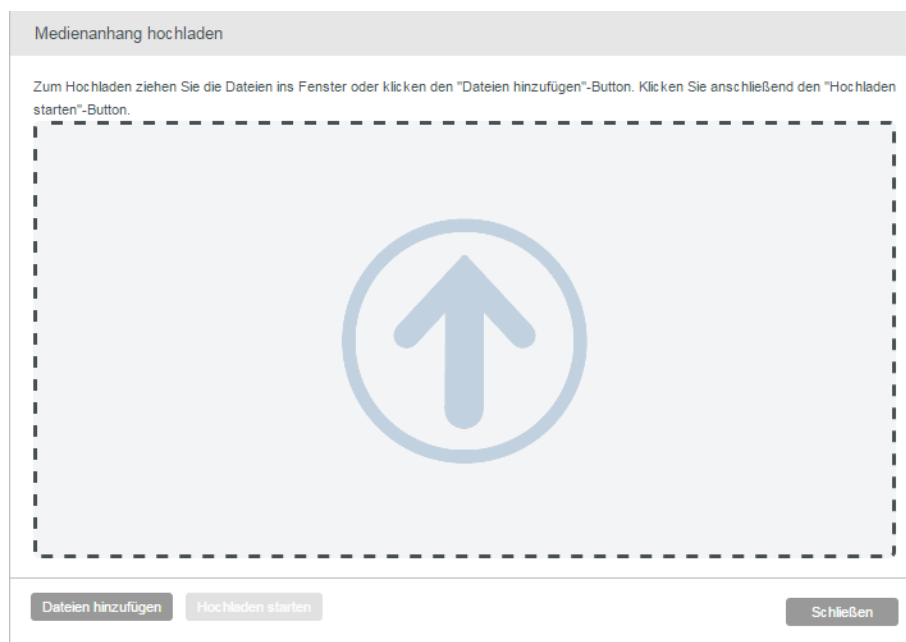 Medienanhang hochladen
Zum Hochladen ziehen Sie die Dateien ins Fenster oder klicken den "Dateien hinzufügen"-Button. Klicken Sie anschließend den "Hochladen
starten"-Button.
Dateien hinzufügen
Hochladen starten
Schließen